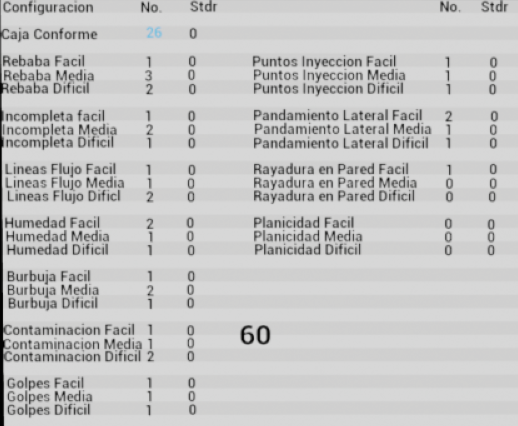 Configuracion No. Stdr No. Stdr
Caja Conforme 26 0
Rebaba Facil 1 0 Puntos Inyeccion Facil 1 0
Rebaba Media 3 0 Puntos Inyeccion Media 1 0
Rebaba Dificil 2 0 Puntos Inyeccion Dificil 1 0
Incompleta facil 1 0 Pandamiento Lateral Facil 2 0
Incompleta Media 2 0 Pandamiento Lateral Media 1 0
Incompleta Dificil 1 0 Pandamiento Lateral Dificil 1 0
Lineas Flujo Facil 1 0 Rayadura en Pared Facil 1 0
Lineas Flujo Media 1 0 Rayadura en Pared Media 0 0
Lineas Flujo Dificl 2 0 Rayadura en Pared Dificil 0 0
Humedad Facil 2 0 Planicidad Facil 0 0
Humedad Media 1 0 Planicidad Media 0 0
Humedad Dificil 1 0 Planicidad Dificil 0 0
Burbuja Facil 1 0
Burbuja Media 2 0
Burbuja Dificil 1 0
Contaminacion Facil 1 0
60
Contaminacion Media 1 0
Contaminacion Dificil 2 0
Golpes Facil 1 0
Golpes Media 1 0
Golpes Dificil 1 0